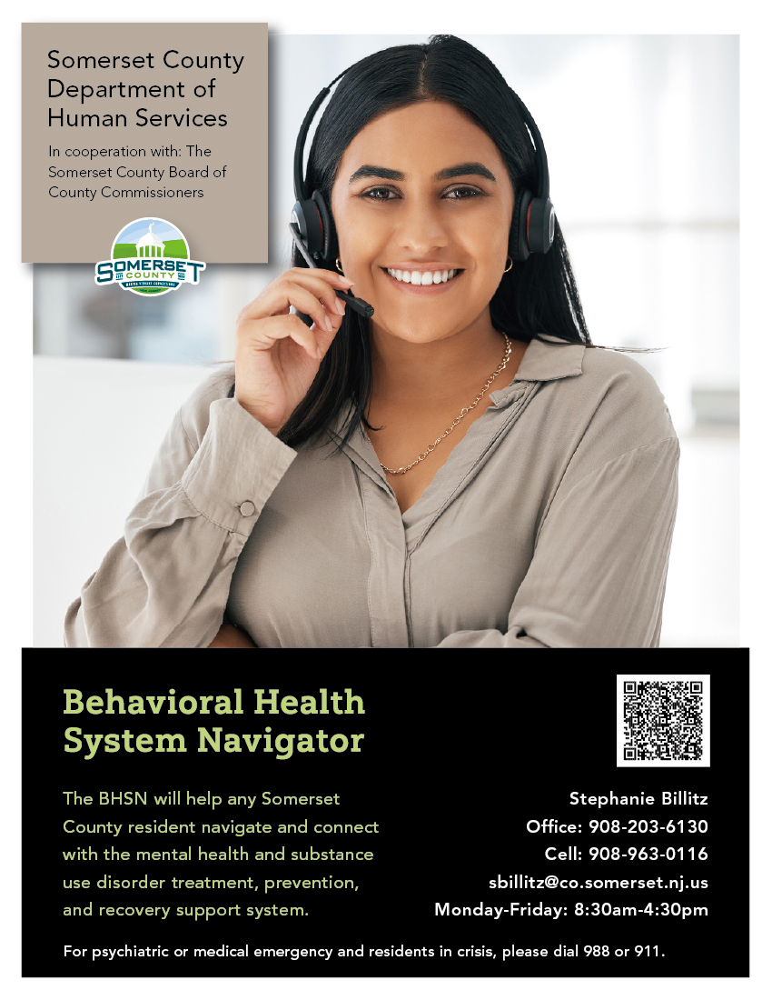 Somerset County
Department of
Human Services
In cooperation with: The
Somerset County Board of
County Commissioners
SOMERSET
COUNTY
Behavioral Health
System Navigator
The BHSN will help any Somerset
County resident navigate and connect
with the mental health and substance
use disorder treatment, prevention,
and recovery support system.
Stephanie Billitz
Office: 908-203-6130
Cell: 908-963-0116
sbillitz@co.somerset.nj.us
Monday-Friday: 8:30am-4:30pm
For psychiatric or medical emergency and residents in crisis, please dial 988 or 911.